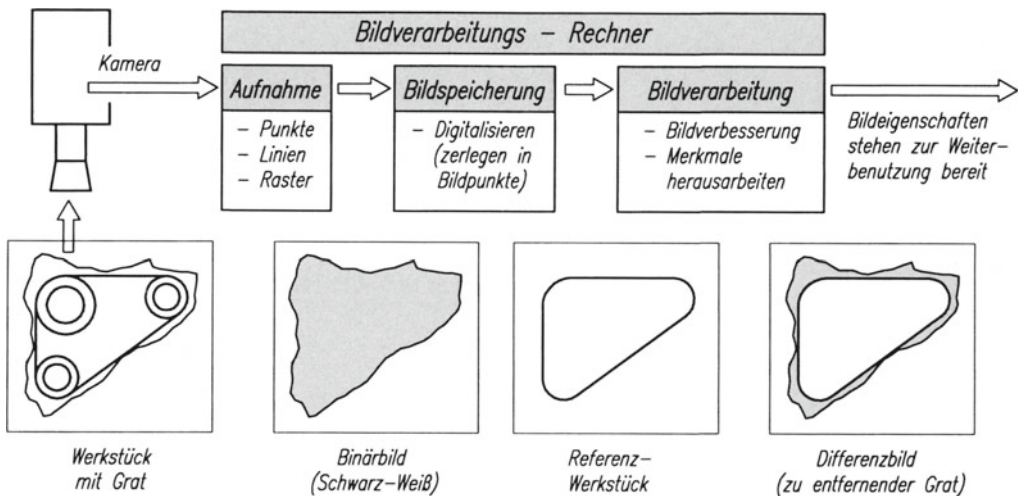 Bildverarbeitungs – Rechner
Kamera
Aufnahme
– Punkte
– Linien
– Raster
Bildspeicherung
– Digitalisieren
(zerlegen in
Bildpunkte)
Bildverarbeitung
– Bildverbesserung
– Merkmale
herausarbeiten
Bildeigenschaften
stehen zur Weiter-
benutzung bereit
Werkstück
mit Grat
Binärbild
(Schwarz-Weiß)
Referenz-
Werkstück
Differenzbild
(zu entfernender Grat)